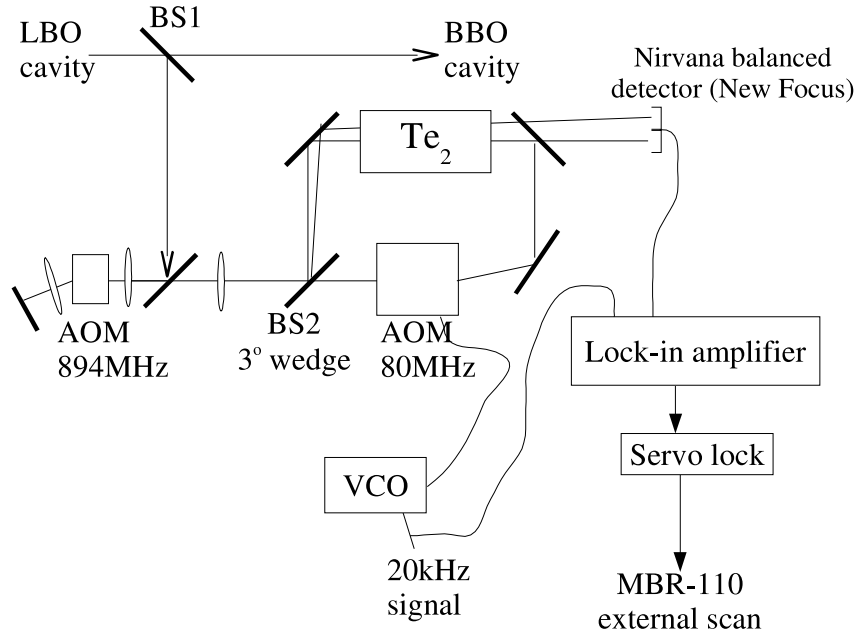 BS1
LBO
cavity
BBO
cavity
Nirvana balanced
detector (New Focus)
Te2
AOM
894MHz
BS2
3° wedge
AOM
80MHz
Lock-in amplifier
Servo lock
VCO
20kHz
signal
MBR-110
external scan